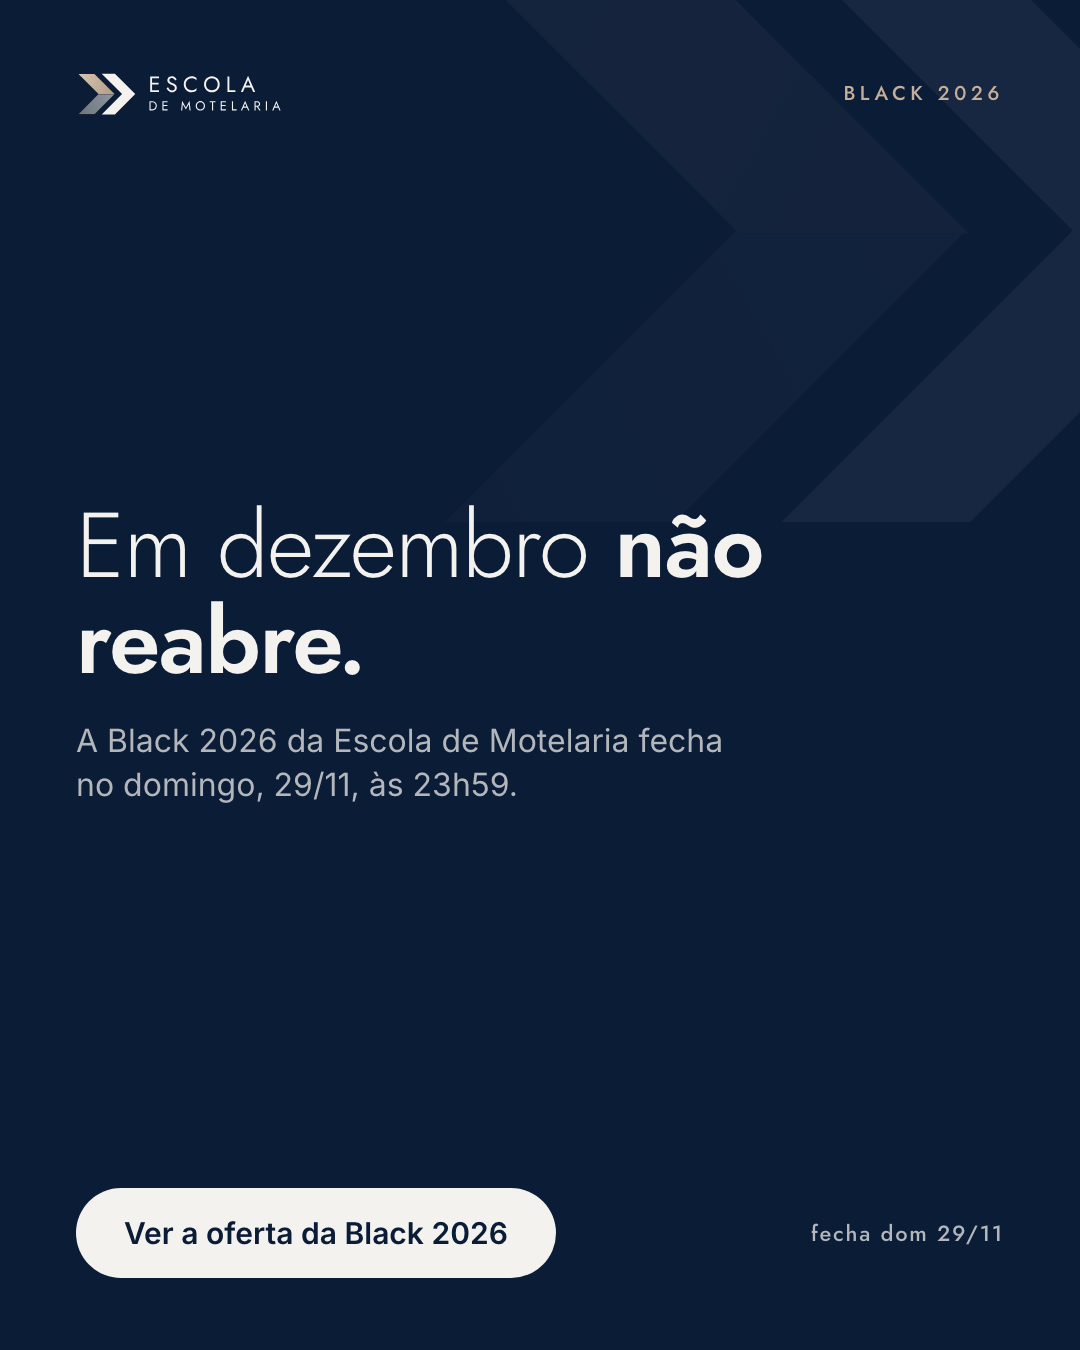 ESCOLA
DE MOTELARIA
BLACK 2026
Em dezembro não
reabre.
A Black 2026 da Escola de Motelaria fecha
no domingo, 29/11, às 23h59.
Ver a oferta da Black 2026
fecha dom 29/11